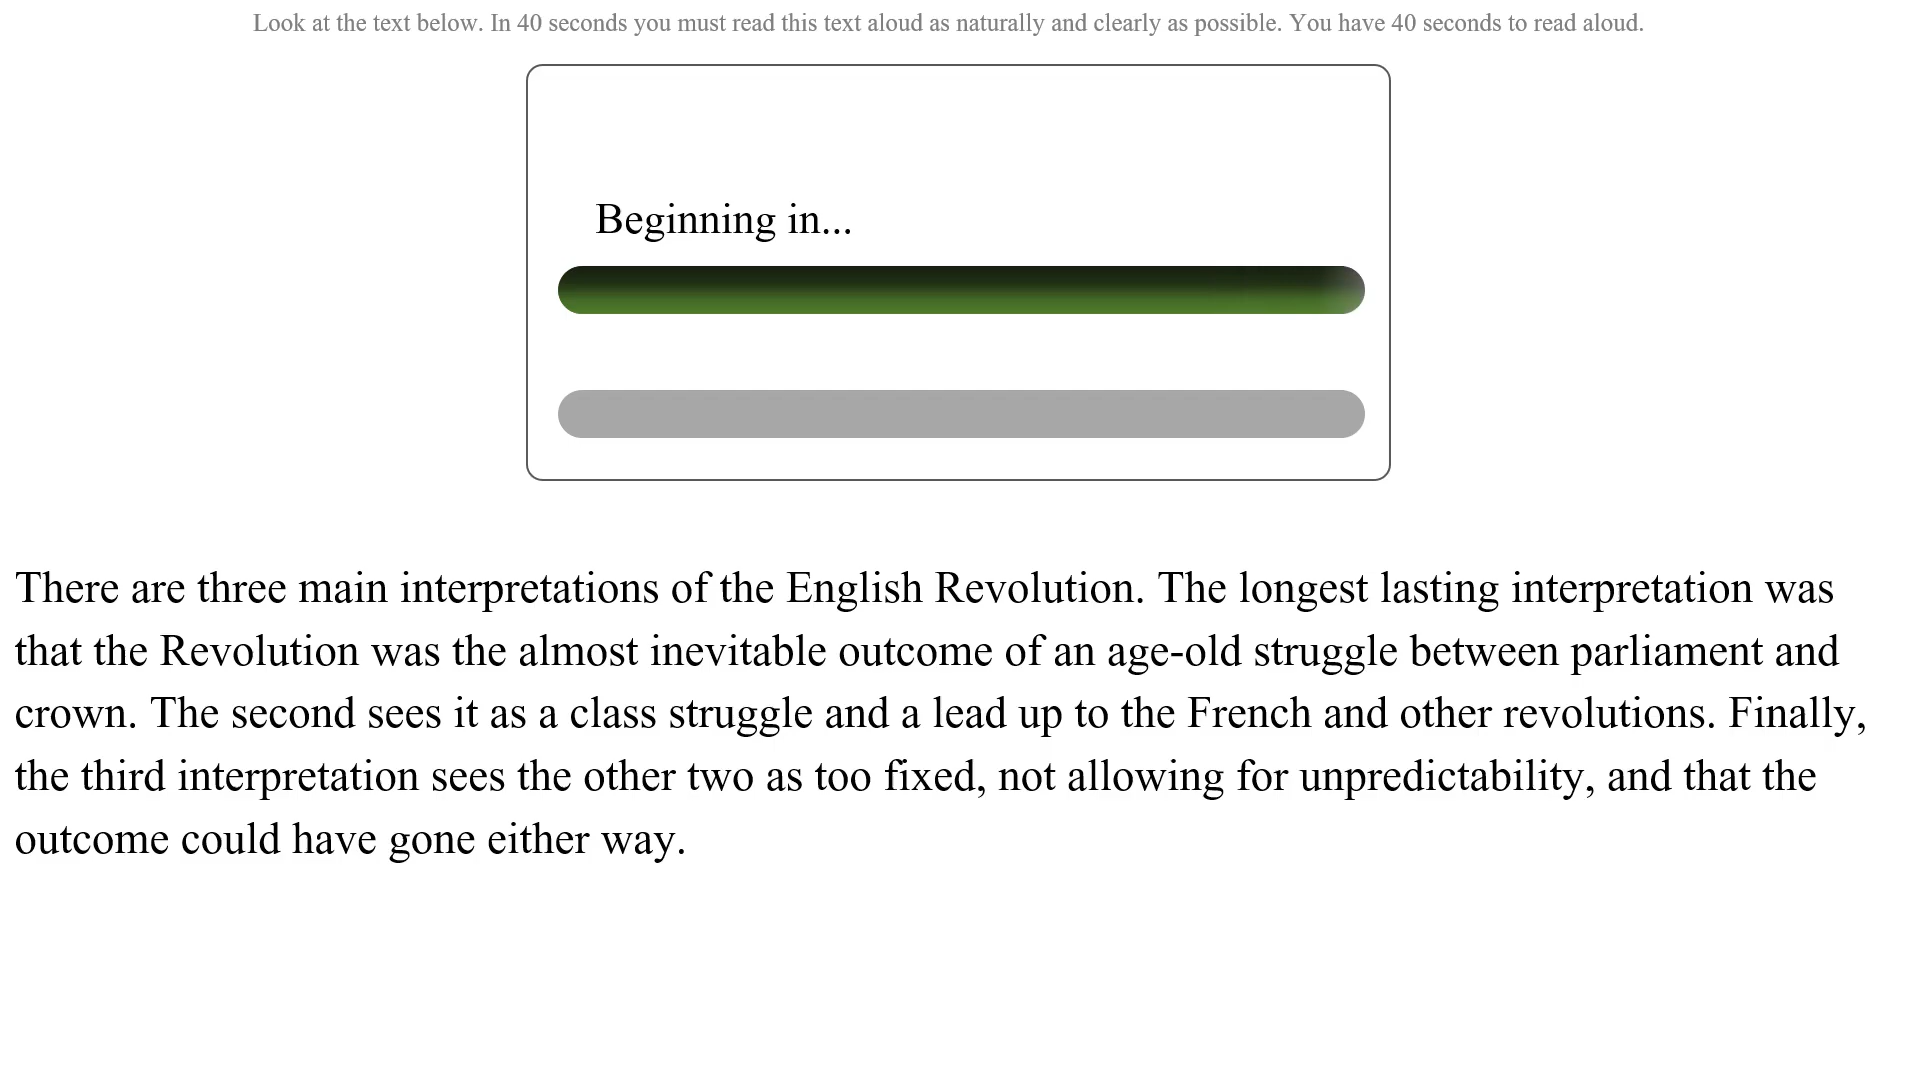 Look at the text below. In 40 seconds you must read this text aloud as naturally and clearly as possible. You have 40 seconds to read aloud.
Beginning in...
There are three main interpretations of the English Revolution. The longest lasting interpretation was
that the Revolution was the almost inevitable outcome of an age-old struggle between parliament and
crown. The second sees it as a class struggle and a lead up to the French and other revolutions. Finally,
the third interpretation sees the other two as too fixed, not allowing for unpredictability, and that the
outcome could have gone either way.